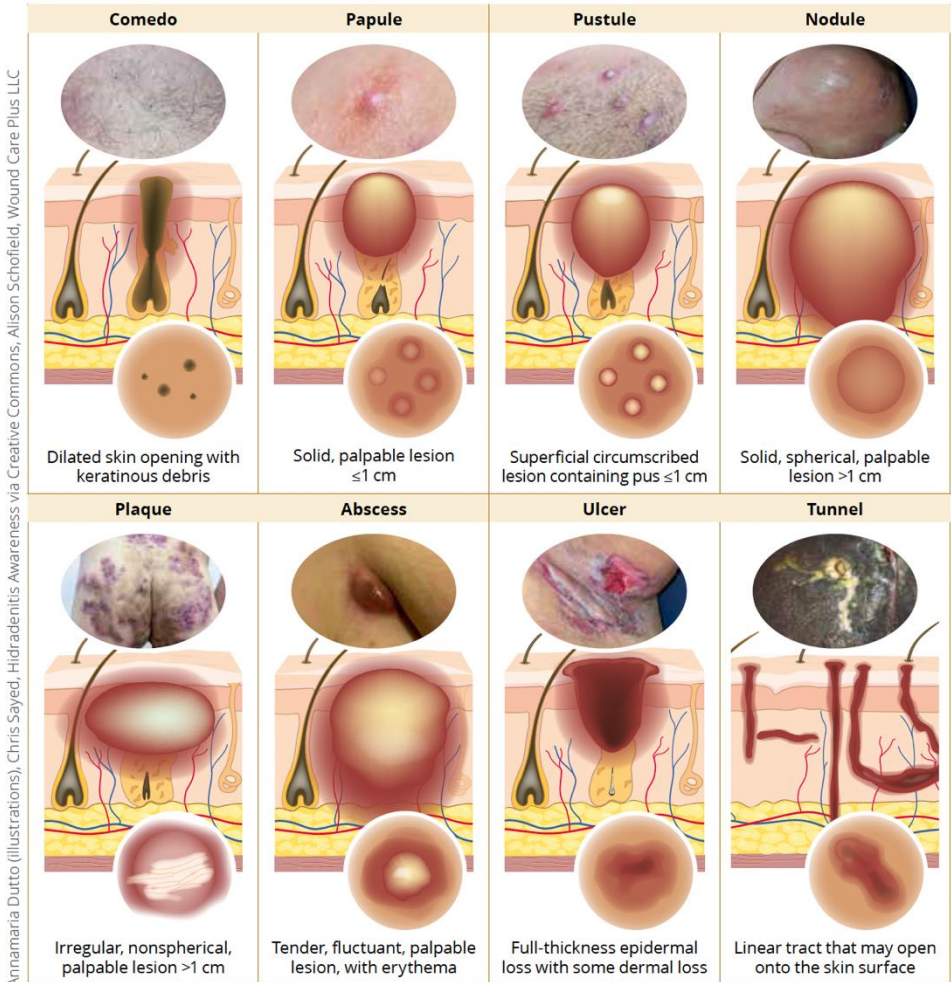 Comedo
Papule
Pustule
Nodule
Dilated skin opening with
keratinous debris
Solid, palpable lesion
≤1 cm
Superficial circumscribed
lesion containing pus ≤1 cm
Solid, spherical, palpable
lesion >1 cm
Plaque
Abscess
Ulcer
Tunnel
Irregular, nonspherical,
palpable lesion >1 cm
Tender, fluctuant, palpable
lesion, with erythema
Full-thickness epidermal
loss with some dermal loss
Linear tract that may open
onto the skin surface
Annamaria Dutto (illustrations), Chris Sayed, Hidradenitis Awareness via Creative Commons, Alison Schofield, Wound Care Plus LLC